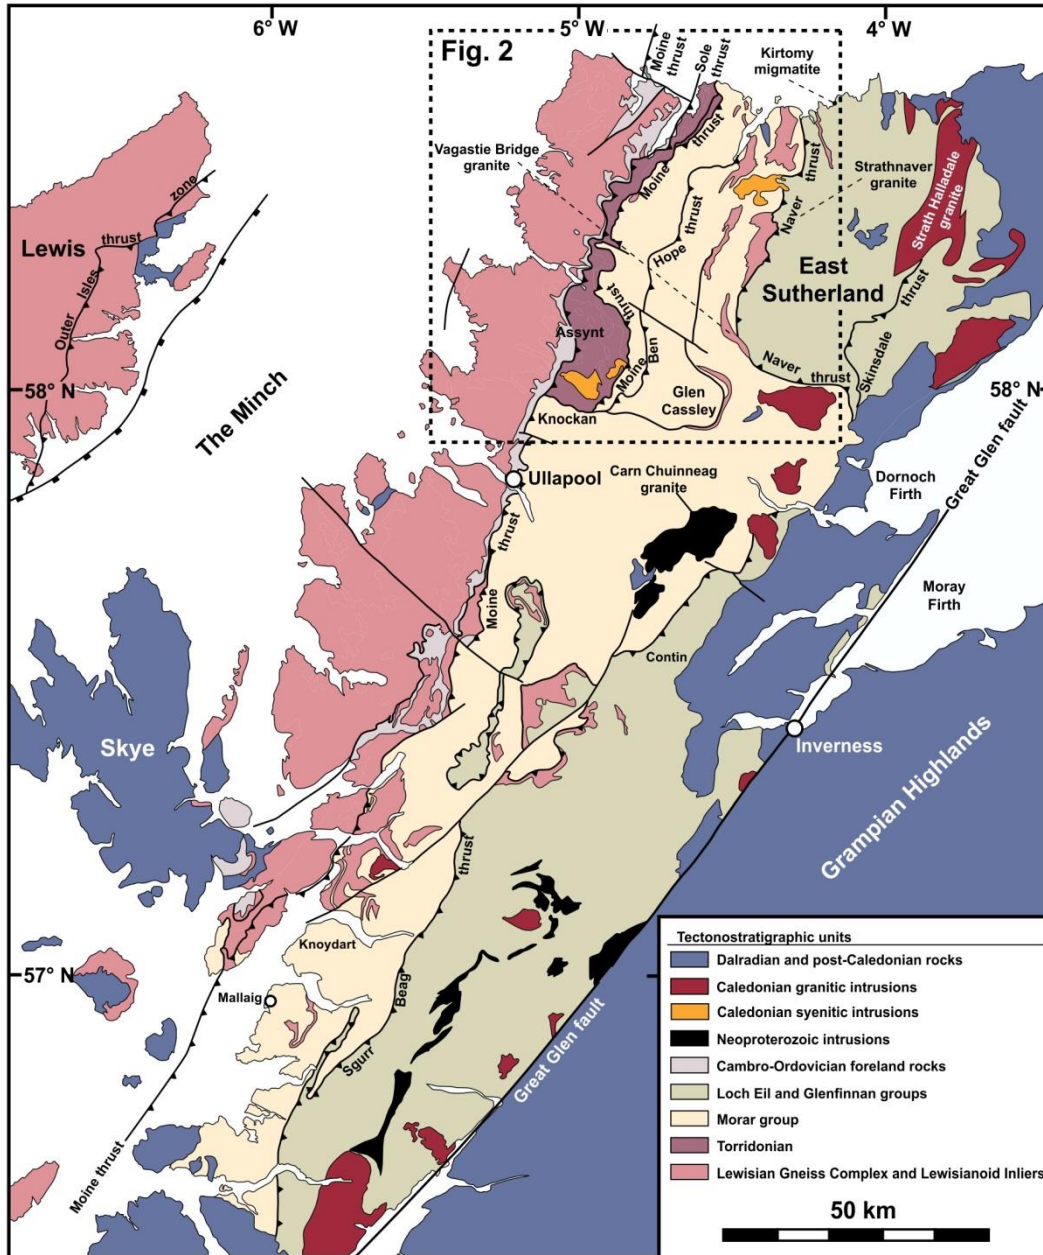 6° W
5° W
4° W
Fig. 2
Moine
thrust
Sole
thrust
Kirtomy
migmatite
Vagastie Bridge
granite
Moine
thrust
thrust
Strathnaver
granite
Strath Halladale
granite
zone
thrust
Isles
Outer
Lewis
Hope
thrust
Naver
East
Sutherland
thrust
Skinsdale
Assynt
thrust
Ben
Moine
Naver
thrust
Glen
Cassley
Knockan
58° N
58° N
The Minch
Ullapool
Carn Chuinneag
granite
Dornoch
Firth
Great Glen fault
thrust
Moine
Moray
Firth
Contin
Skye
Inverness
Grampian Highlands
thrust
Knoydart
57° N
Mallaig
Beag
Sgurr
Great Glen fault
Moine thrust
Tectonostratigraphic units
Dalradian and post-Caledonian rocks
Caledonian granitic intrusions
Caledonian syenitic intrusions
Neoproterozoic intrusions
Cambro-Ordovician foreland rocks
Loch Eil and Glenfinnan groups
Morar group
Torridonian
Lewisian Gneiss Complex and Lewisianoid Inliers
50 km